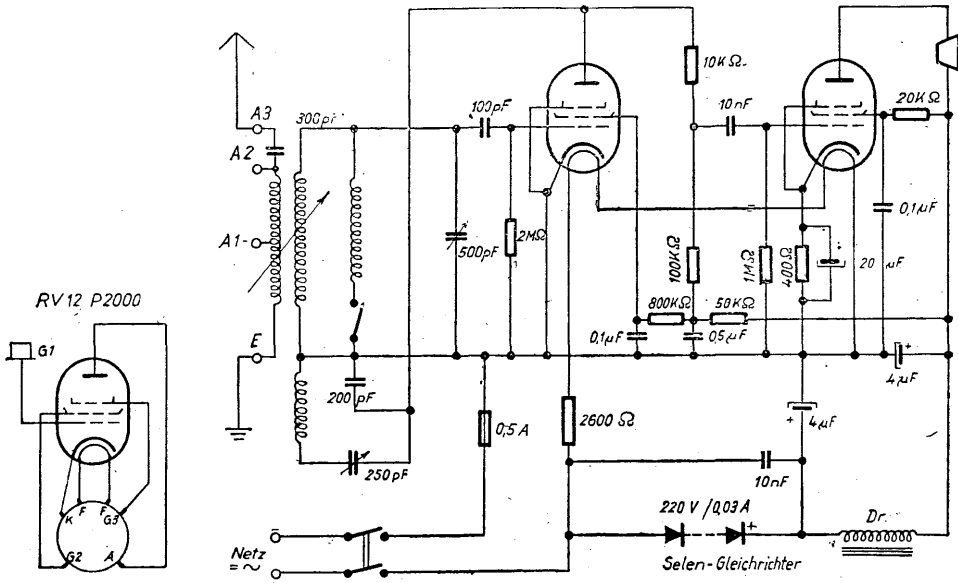 A3
300pF
100pF
10KΩ
10nF
20KΩ
A2
A1
500pF
2MΩ
100KΩ
1MΩ
400Ω
20 µF
0,1µF
RV12 P2000
G1
E
800KΩ
50KΩ
0,1µF
0,5µF
4µF
200pF
0,5A
2600 Ω
4µF
250pF
10nF
K
F
F
G3
G2
A
220 V / 0,03 A
Dr.
Netz
Selen-Gleichrichter